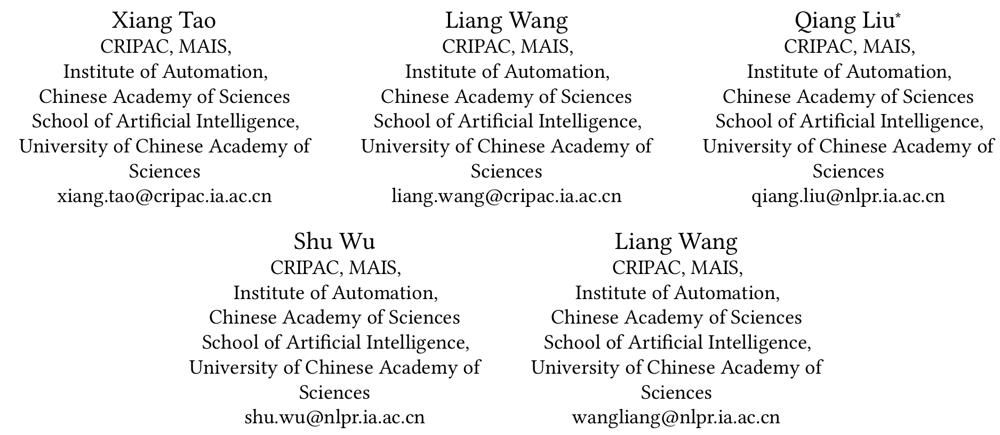 Xiang Tao
CRIPAC, MAIS,
Institute of Automation,
Chinese Academy of Sciences
School of Artificial Intelligence,
University of Chinese Academy of
Sciences
xiang.tao@cripac.ia.ac.cn
Liang Wang
CRIPAC, MAIS,
Institute of Automation,
Chinese Academy of Sciences
School of Artificial Intelligence,
University of Chinese Academy of
Sciences
liang.wang@cripac.ia.ac.cn
Qiang Liu*
CRIPAC, MAIS,
Institute of Automation,
Chinese Academy of Sciences
School of Artificial Intelligence,
University of Chinese Academy of
Sciences
qiang.liu@nlpr.ia.ac.cn
Shu Wu
CRIPAC, MAIS,
Institute of Automation,
Chinese Academy of Sciences
School of Artificial Intelligence,
University of Chinese Academy of
Sciences
shu.wu@nlpr.ia.ac.cn
Liang Wang
CRIPAC, MAIS,
Institute of Automation,
Chinese Academy of Sciences
School of Artificial Intelligence,
University of Chinese Academy of
Sciences
wangliang@nlpr.ia.ac.cn